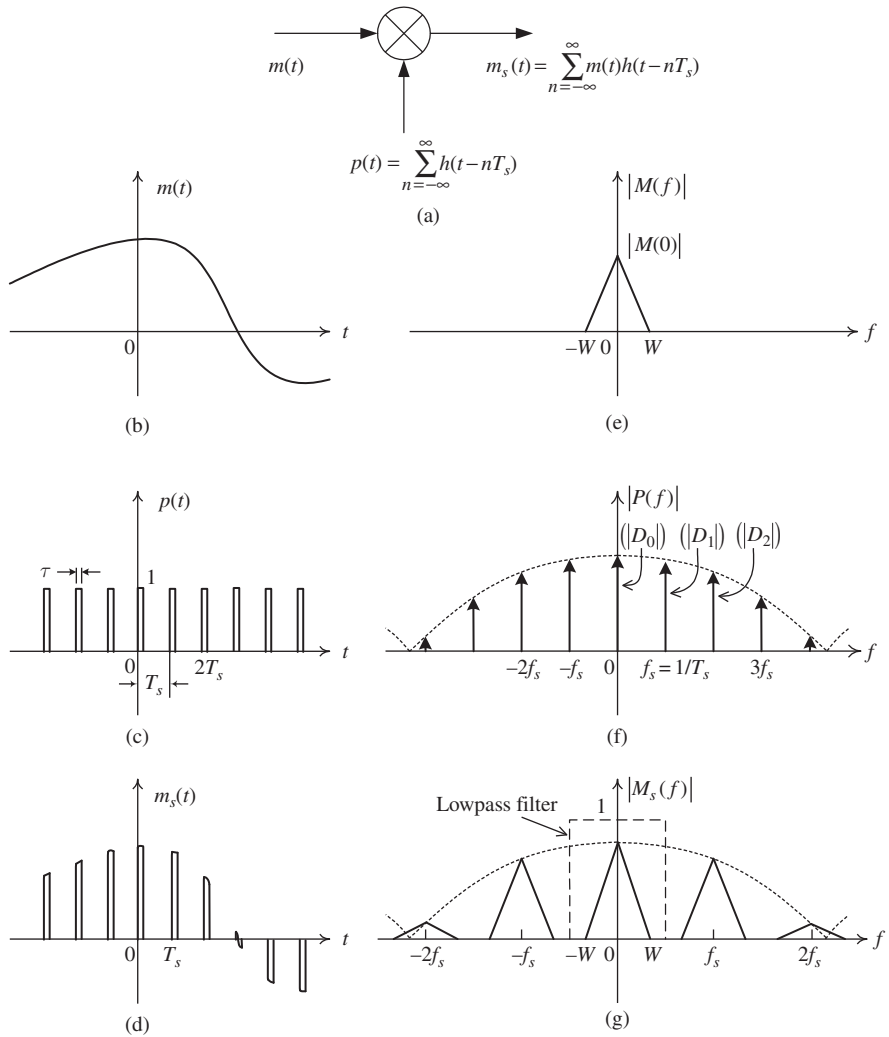 m(t)
m_s(t) = ∑_{n=−∞}^{∞} m(t)h(t−nT_s)
p(t) = ∑_{n=−∞}^{∞} h(t−nT_s)
(a)
m(t)
0
t
(b)
|M(f)|
|M(0)|
−W 0 W
f
(e)
p(t)
τ
1
0
2T_s
t
T_s
(c)
|P(f)|
(|D_0|) (|D_1|) (|D_2|)
−2f_s −f_s 0 f_s = 1/T_s 3f_s
f
(f)
m_s(t)
0
T_s
t
(d)
|M_s(f)|
Lowpass filter
1
−2f_s −f_s −W 0 W f_s 2f_s
f
(g)